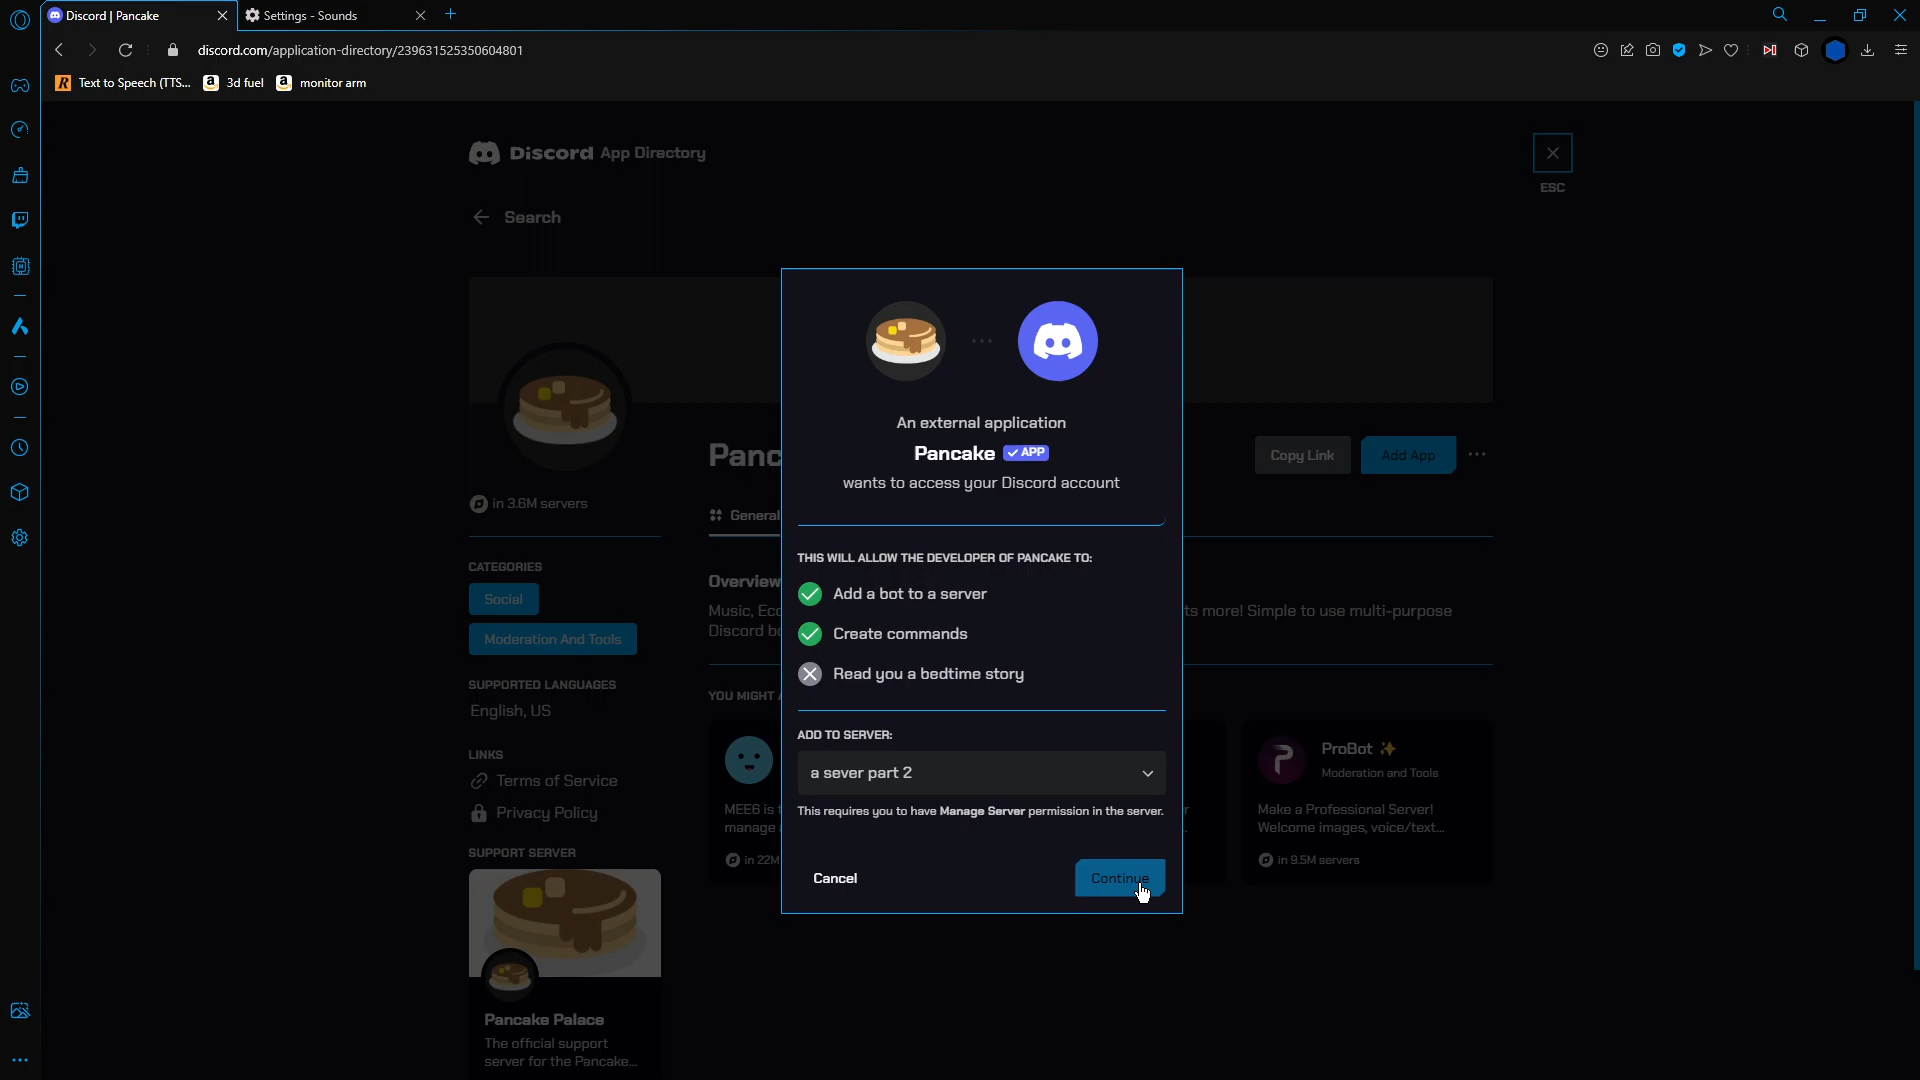 Discord | Pancake
Settings - Sounds
discord.com/application-directory/239631525350604801
Text to Speech (TTS...
3d fuel
monitor arm
Discord App Directory
ESC
Search
An external application
Pancake APP
wants to access your Discord account
THIS WILL ALLOW THE DEVELOPER OF PANCAKE TO:
Add a bot to a server
Create commands
Read you a bedtime story
ADD TO SERVER:
a sever part 2
This requires you to have Manage Server permission in the server.
Cancel
Continue
Panc
Copy Link
Add App
in 3.6M servers
General
CATEGORIES
Social
Moderation And Tools
Overview
Music, Ec
ts more! Simple to use multi-purpose
Discord b
SUPPORTED LANGUAGES
English, US
YOU MIGHT
LINKS
Terms of Service
Privacy Policy
MEE6 is
manage
in 22M
ProBot
Moderation and Tools
Make a Professional Server!
Welcome images, voice/text...
in 9.5M servers
SUPPORT SERVER
Pancake Palace
The official support
server for the Pancake...